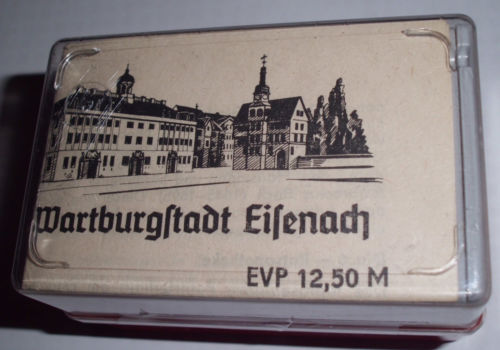 Wartburgſtadt Eiſenach
EVP 12,50 M